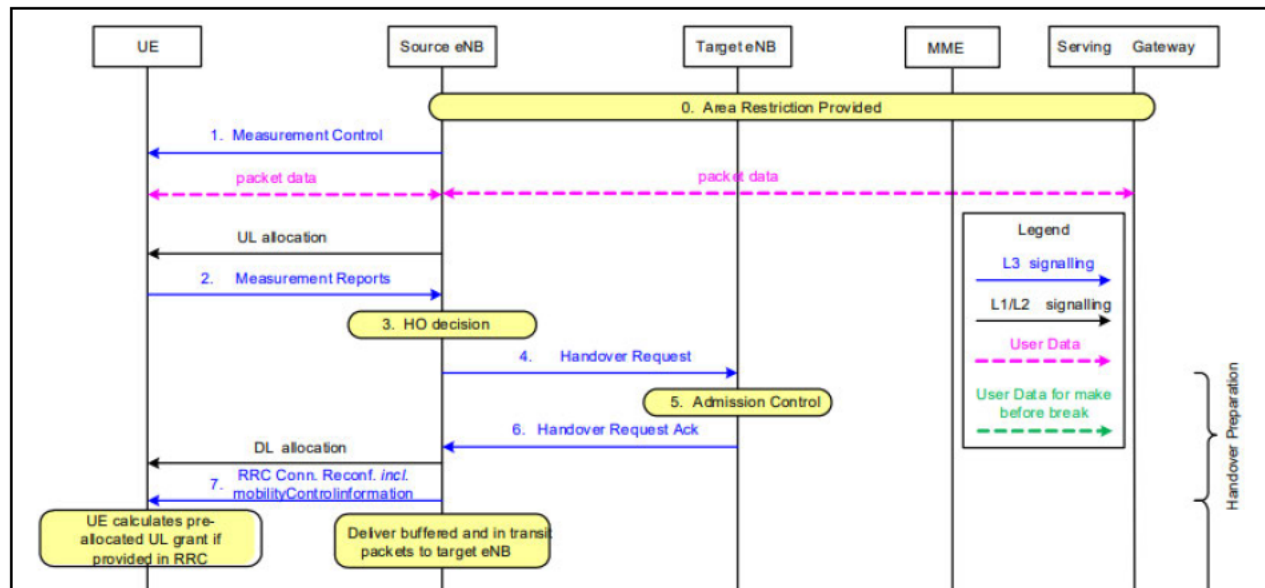 UE
Source eNB
Target eNB
MME
Serving Gateway
0. Area Restriction Provided
1. Measurement Control
packet data
packet data
UL allocation
2. Measurement Reports
3. HO decision
4. Handover Request
5. Admission Control
6. Handover Request Ack
DL allocation
7. RRC Conn. Reconf. incl.
mobilityControlinformation
UE calculates pre-
allocated UL grant if
provided in RRC
Deliver buffered and in transit
packets to target eNB
Legend
L3 signalling
L1/L2 signalling
User Data
User Data for make
before break
Handover Preparation